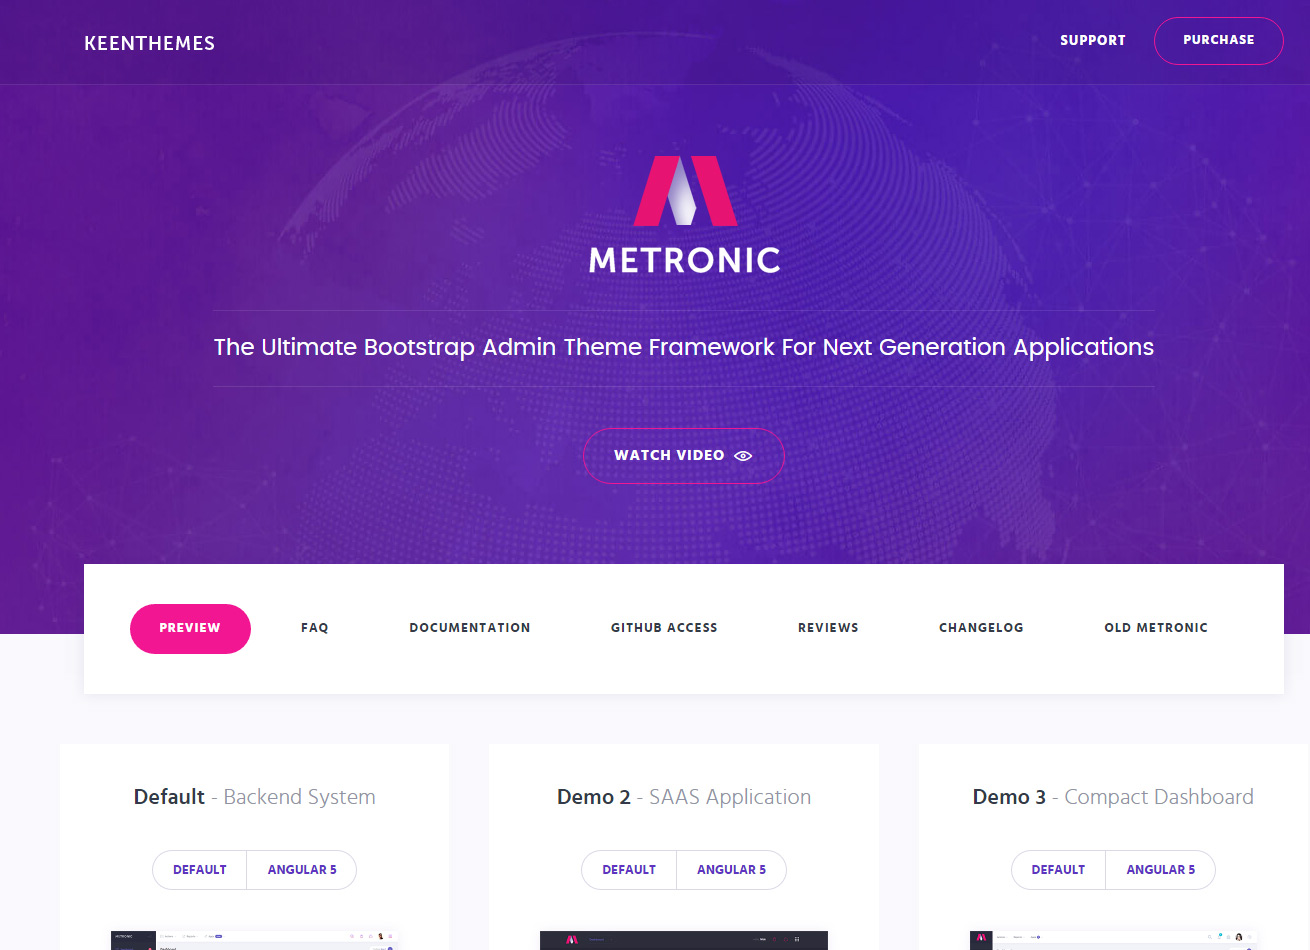 KEENTHEMES
SUPPORT
PURCHASE
METRONIC
The Ultimate Bootstrap Admin Theme Framework For Next Generation Applications
WATCH VIDEO
PREVIEW
FAQ
DOCUMENTATION
GITHUB ACCESS
REVIEWS
CHANGELOG
OLD METRONIC
Default - Backend System
DEFAULT
ANGULAR 5
Demo 2 - SAAS Application
DEFAULT
ANGULAR 5
Demo 3 - Compact Dashboard
DEFAULT
ANGULAR 5